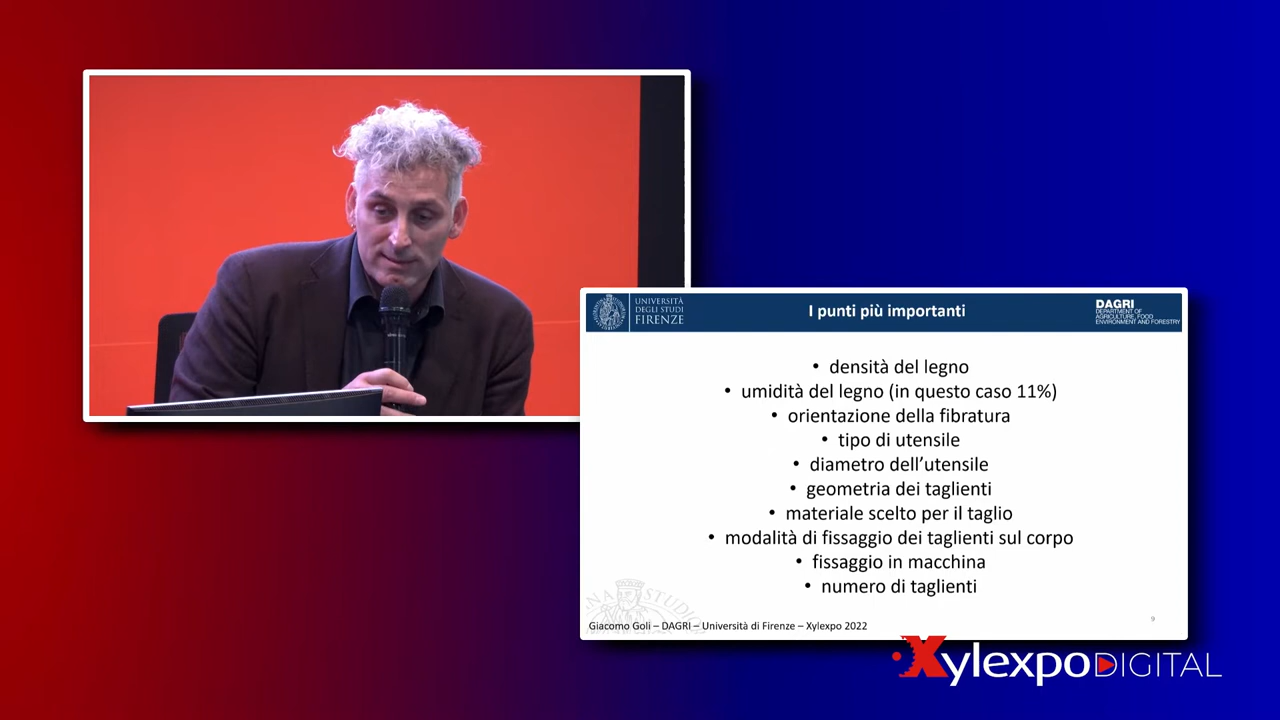 UNIVERSITÀ
DEGLI STUDI
FIRENZE
I punti più importanti
DAGRI
DEPARTMENT OF
AGRICULTURE, FOOD
ENVIRONMENT AND FORESTRY
• densità del legno
• umidità del legno (in questo caso 11%)
• orientazione della fibratura
• tipo di utensile
• diametro dell'utensile
• geometria dei taglienti
• materiale scelto per il taglio
• modalità di fissaggio dei taglienti sul corpo
• fissaggio in macchina
• numero di taglienti
Giacomo Goli – DAGRI – Università di Firenze – Xylexpo 2022
9
XylexpoDIGITAL